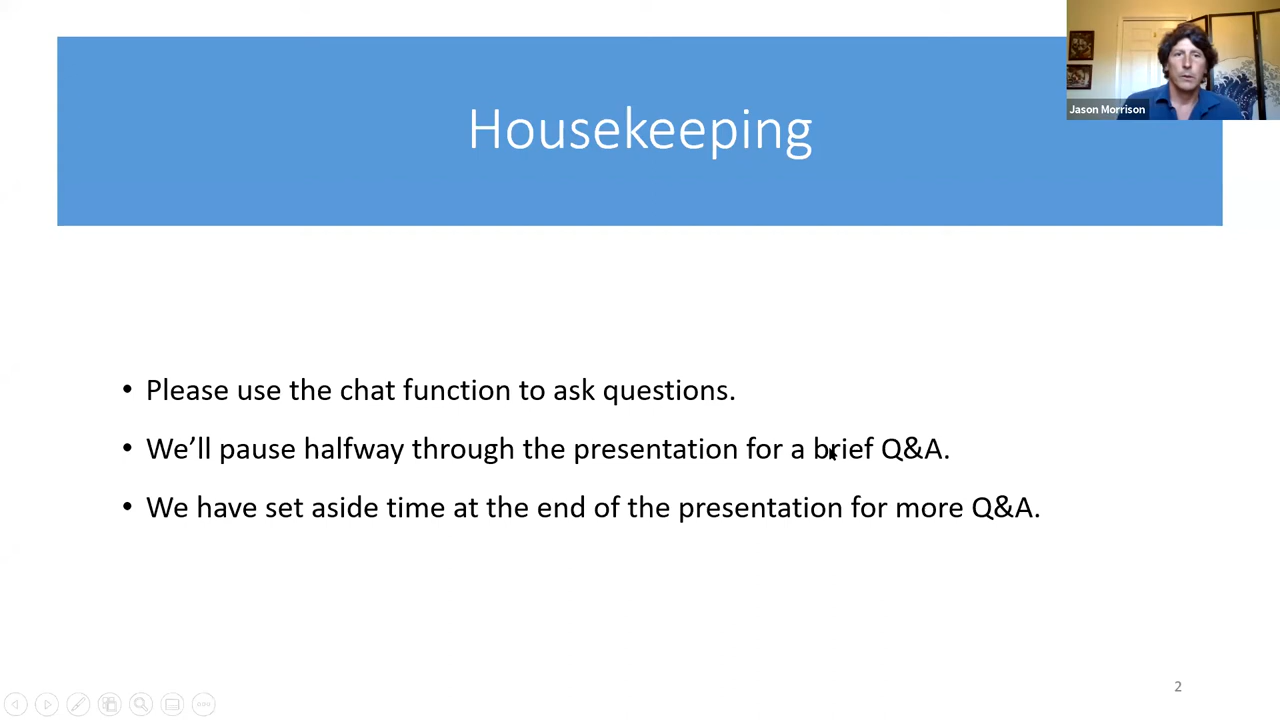 Jason Morrison
Housekeeping
• Please use the chat function to ask questions.
• We’ll pause halfway through the presentation for a brief Q&A.
• We have set aside time at the end of the presentation for more Q&A.
2